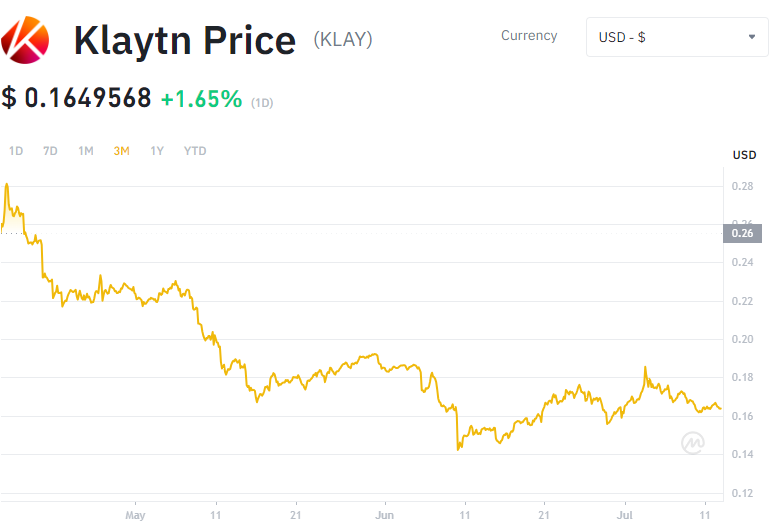 Klaytn Price (KLAY)
Currency
USD - $
$ 0.1649568 +1.65% (1D)
1D 7D 1M 3M 1Y YTD
USD
0.28
0.26
0.26
0.24
0.22
0.20
0.18
0.16
0.14
0.12
May 11 21 Jun 11 21 Jul 11